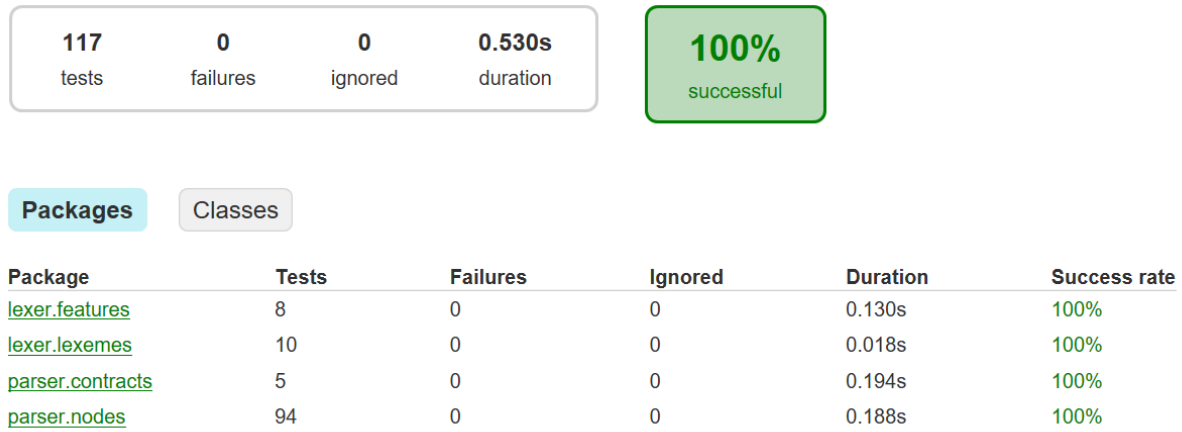 117 0 0 0.530s 100%
tests failures ignored duration successful
Packages Classes
Package Tests Failures Ignored Duration Success rate
lexer.features 8 0 0 0.130s 100%
lexer.lexemes 10 0 0 0.018s 100%
parser.contracts 5 0 0 0.194s 100%
parser.nodes 94 0 0 0.188s 100%